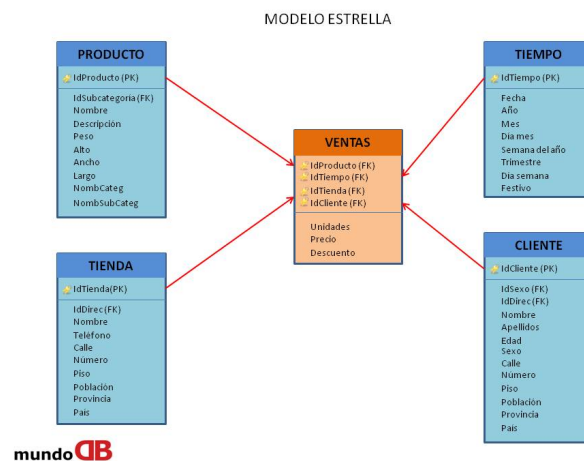 MODELO ESTRELLA
PRODUCTO
IdProducto (PK)
IdSubcategoria (FK)
Nombre
Descripción
Peso
Alto
Ancho
Largo
NombCateg
NombSubCateg
TIEMPO
IdTiempo (PK)
Fecha
Año
Mes
Dia mes
Semana del año
Trimestre
Dia semana
Festivo
VENTAS
IdProducto (FK)
IdTiempo (FK)
IdTienda (FK)
IdCliente (FK)
Unidades
Precio
Descuento
TIENDA
IdTienda(PK)
IdDirec (FK)
Nombre
Teléfono
Calle
Número
Piso
Población
Provincia
Pais
CLIENTE
IdCliente (PK)
IdSexo (FK)
IdDirec (FK)
Nombre
Apellidos
Edad
Sexo
Calle
Número
Piso
Población
Provincia
Pais
mundo DB